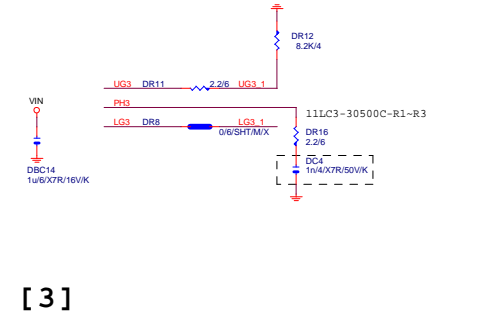 DR12
8.2K/4
UG3 DR11 2.2/6 UG3_1
PH3
VIN
11LC3-30500C-R1~R3
LG3 DR8 LG3_1
0/6/SHT/M/X
DR16
2.2/6
DC4
1n/4/X7R/50V/K
DBC14
1u/6/X7R/16V/K
[3]